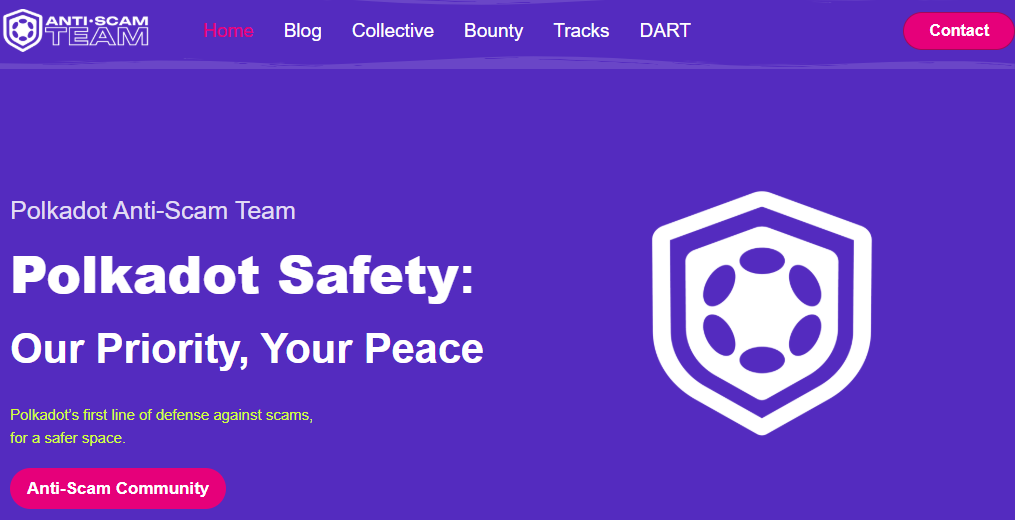 ANTI-SCAM
TEAM
Home Blog Collective Bounty Tracks DART Contact
Polkadot Anti-Scam Team
Polkadot Safety:
Our Priority, Your Peace
Polkadot's first line of defense against scams,
for a safer space.
Anti-Scam Community